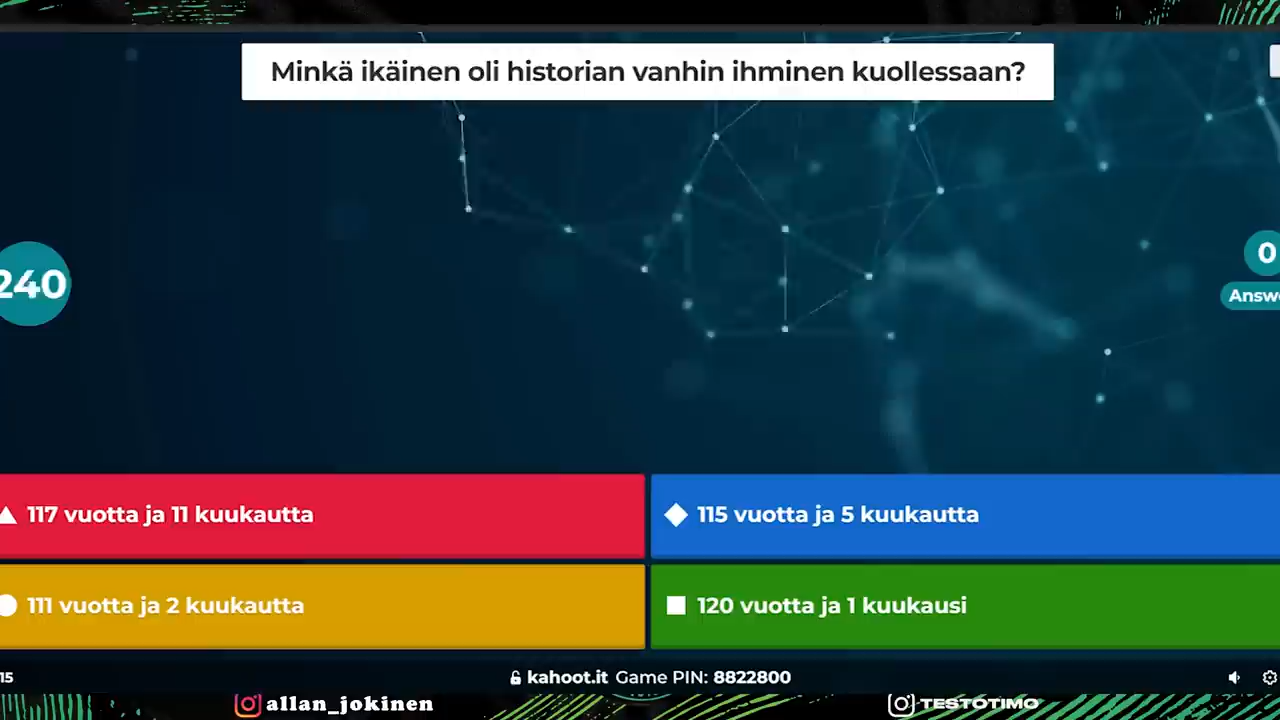 Minkä ikäinen oli historian vanhin ihminen kuollessaan?
240
0
117 vuotta ja 11 kuukautta
115 vuotta ja 5 kuukautta
111 vuotta ja 2 kuukautta
120 vuotta ja 1 kuukausi
15
kahoot.it Game PIN: 8822800
allan_jokinen
TESTOTIMO